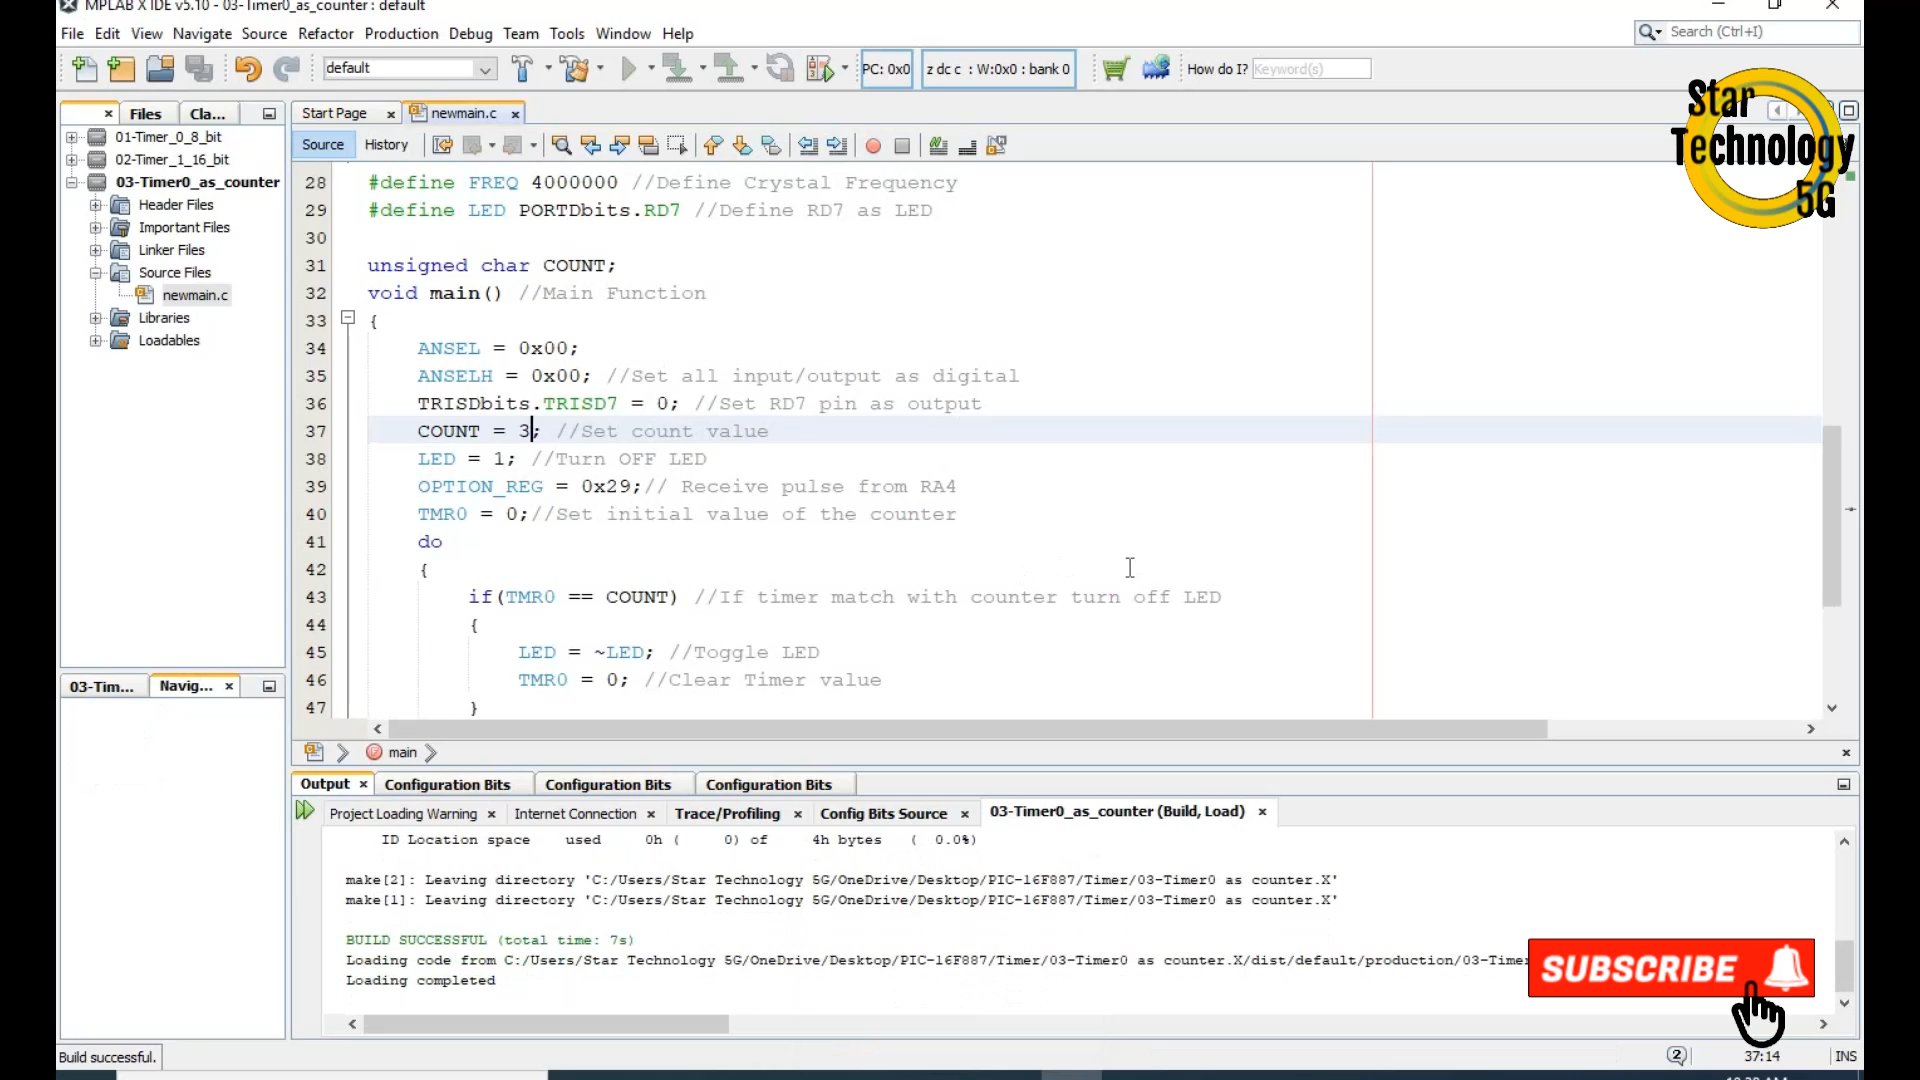 MPLAB X IDE v5.10 - 03-Timer0_as_counter : default
File Edit View Navigate Source Refactor Production Debug Team Tools Window Help
Search (Ctrl+I)
default
PC: 0x0
z dc c : W:0x0 : bank 0
How do I? Keyword(s)
Star
Technology
5G
Files Cla...
Start Page newmain.c
Source History
01-Timer_0_8_bit
02-Timer_1_16_bit
03-Timer0_as_counter
Header Files
Important Files
Linker Files
Source Files
newmain.c
Libraries
Loadables
28 #define FREQ 4000000 //Define Crystal Frequency
29 #define LED PORTDbits.RD7 //Define RD7 as LED
30
31 unsigned char COUNT;
32 void main() //Main Function
33 {
34 ANSEL = 0x00;
35 ANSELH = 0x00; //Set all input/output as digital
36 TRISDbits.TRISD7 = 0; //Set RD7 pin as output
37 COUNT = 3; //Set count value
38 LED = 1; //Turn OFF LED
39 OPTION_REG = 0x29;// Receive pulse from RA4
40 TMR0 = 0;//Set initial value of the counter
41 do
42 {
43 if(TMR0 == COUNT) //If timer match with counter turn off LED
44 {
45 LED = ~LED; //Toggle LED
46 TMR0 = 0; //Clear Timer value
47 }
03-Tim... Navig...
main
Output Configuration Bits Configuration Bits Configuration Bits
Project Loading Warning Internet Connection Trace/Profiling Config Bits Source 03-Timer0_as_counter (Build, Load)
ID Location space used 0h ( 0) of 4h bytes ( 0.0%)
make[2]: Leaving directory 'C:/Users/Star Technology 5G/OneDrive/Desktop/PIC-16F887/Timer/03-Timer0 as counter.X'
make[1]: Leaving directory 'C:/Users/Star Technology 5G/OneDrive/Desktop/PIC-16F887/Timer/03-Timer0 as counter.X'
BUILD SUCCESSFUL (total time: 7s)
Loading code from C:/Users/Star Technology 5G/OneDrive/Desktop/PIC-16F887/Timer/03-Timer0 as counter.X/dist/default/production/03-Timer
Loading completed
SUBSCRIBE
Build successful.
2
37:14
INS